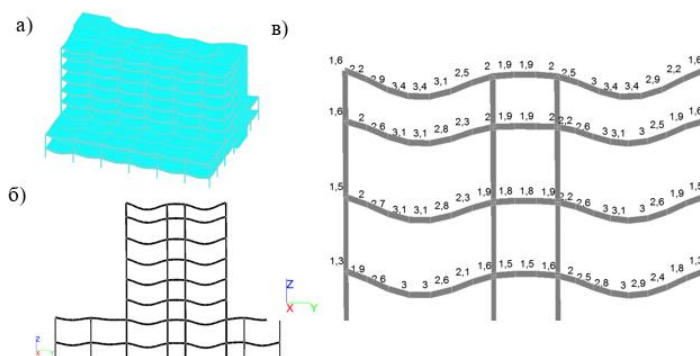 а)
в)
1,6 2,2 2,9 3,4 3,4 3,1 2,5 2 1,9 1,9 2 2,5 3 3,4 3,4 2,9 2,2 1,6
1,6 2 2,6 3,1 3,1 2,8 2,3 2 1,9 1,9 2 2,2 2,6 3 3,1 3 2,5 1,9 1,6
б)
1,5 2 2,7 3,1 3,1 2,8 2,3 1,9 1,8 1,8 1,9 2,2 2,6 3 3,1 3 2,6 1,9 1,5
1,3 1,9 2,6 3 3 2,6 2,1 1,6 1,5 1,5 1,6 2 2,5 2,8 3 2,9 2,4 1,8 1,3
Z
X Y
Z
X Y